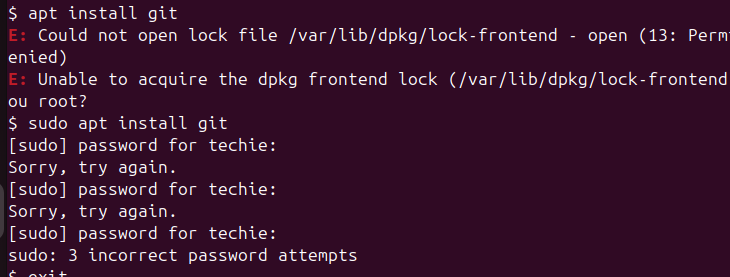 $ apt install git
E: Could not open lock file /var/lib/dpkg/lock-frontend - open (13: Perm
enied)
E: Unable to acquire the dpkg frontend lock (/var/lib/dpkg/lock-frontend
ou root?
$ sudo apt install git
[sudo] password for techie:
Sorry, try again.
[sudo] password for techie:
Sorry, try again.
[sudo] password for techie:
sudo: 3 incorrect password attempts
$ exit